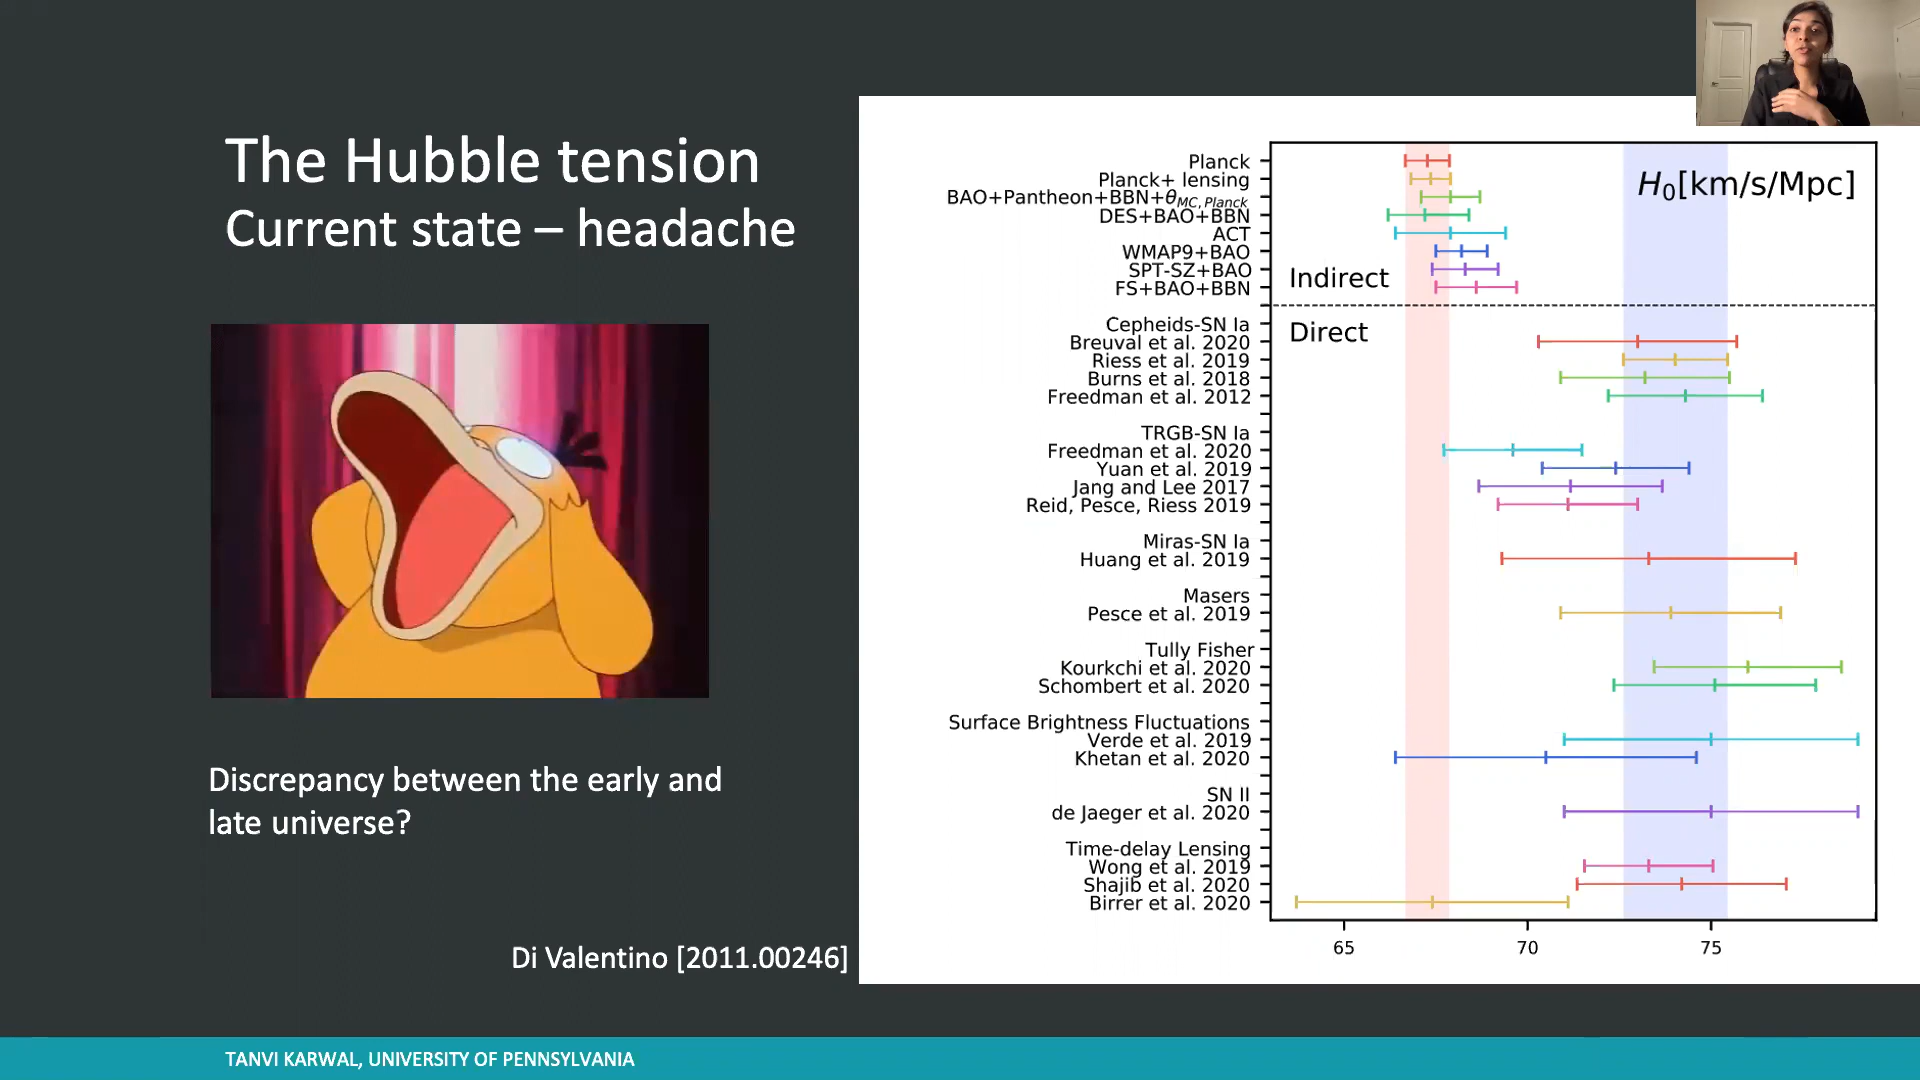 The Hubble tension
Current state – headache
Discrepancy between the early and
late universe?
Di Valentino [2011.00246]
Planck
Planck+ lensing
BAO+Pantheon+BBN+θMC,Planck
DES+BAO+BBN
ACT
WMAP9+BAO
SPT-SZ+BAO
FS+BAO+BBN
Cepheids-SN Ia
Breuval et al. 2020
Riess et al. 2019
Burns et al. 2018
Freedman et al. 2012
TRGB-SN Ia
Freedman et al. 2020
Yuan et al. 2019
Jang and Lee 2017
Reid, Pesce, Riess 2019
Miras-SN Ia
Huang et al. 2019
Masers
Pesce et al. 2019
Tully Fisher
Kourkchi et al. 2020
Schombert et al. 2020
Surface Brightness Fluctuations
Verde et al. 2019
Khetan et al. 2020
SN II
de Jaeger et al. 2020
Time-delay Lensing
Wong et al. 2019
Shajib et al. 2020
Birrer et al. 2020
H0[km/s/Mpc]
Indirect
Direct
65 70 75
TANVI KARWAL, UNIVERSITY OF PENNSYLVANIA